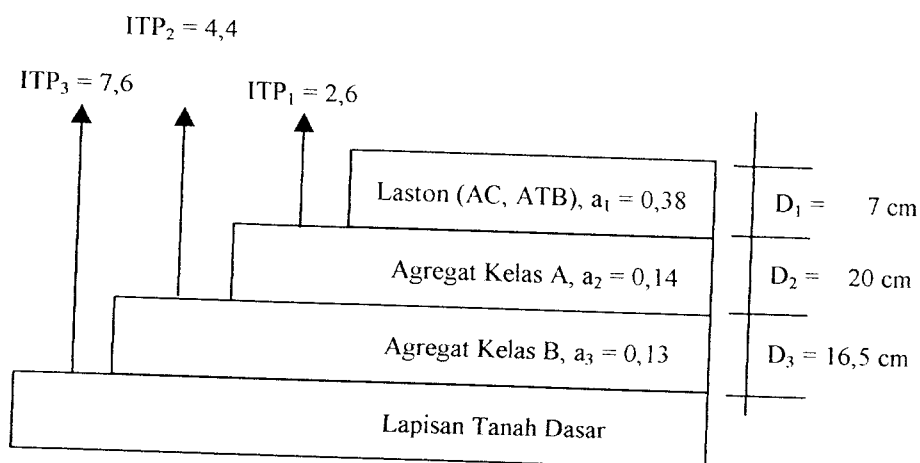 ITP₂ = 4,4
ITP₃ = 7,6
ITP₁ = 2,6
Laston (AC, ATB), a₁ = 0,38
D₁ = 7 cm
Agregat Kelas A, a₂ = 0,14
D₂ = 20 cm
Agregat Kelas B, a₃ = 0,13
D₃ = 16,5 cm
Lapisan Tanah Dasar